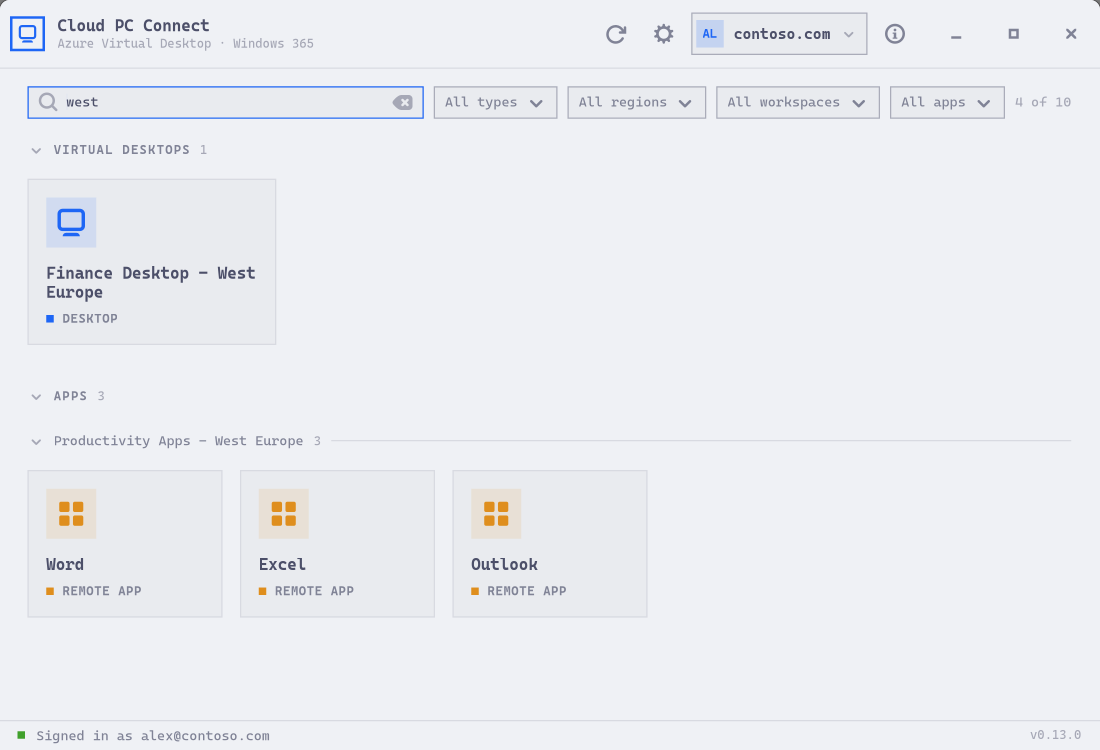 Cloud PC Connect
Azure Virtual Desktop · Windows 365
AL contoso.com
west
All types
All regions
All workspaces
All apps
4 of 10
VIRTUAL DESKTOPS 1
Finance Desktop – West
Europe
DESKTOP
APPS 3
Productivity Apps – West Europe 3
Word
REMOTE APP
Excel
REMOTE APP
Outlook
REMOTE APP
Signed in as alex@contoso.com
v0.13.0